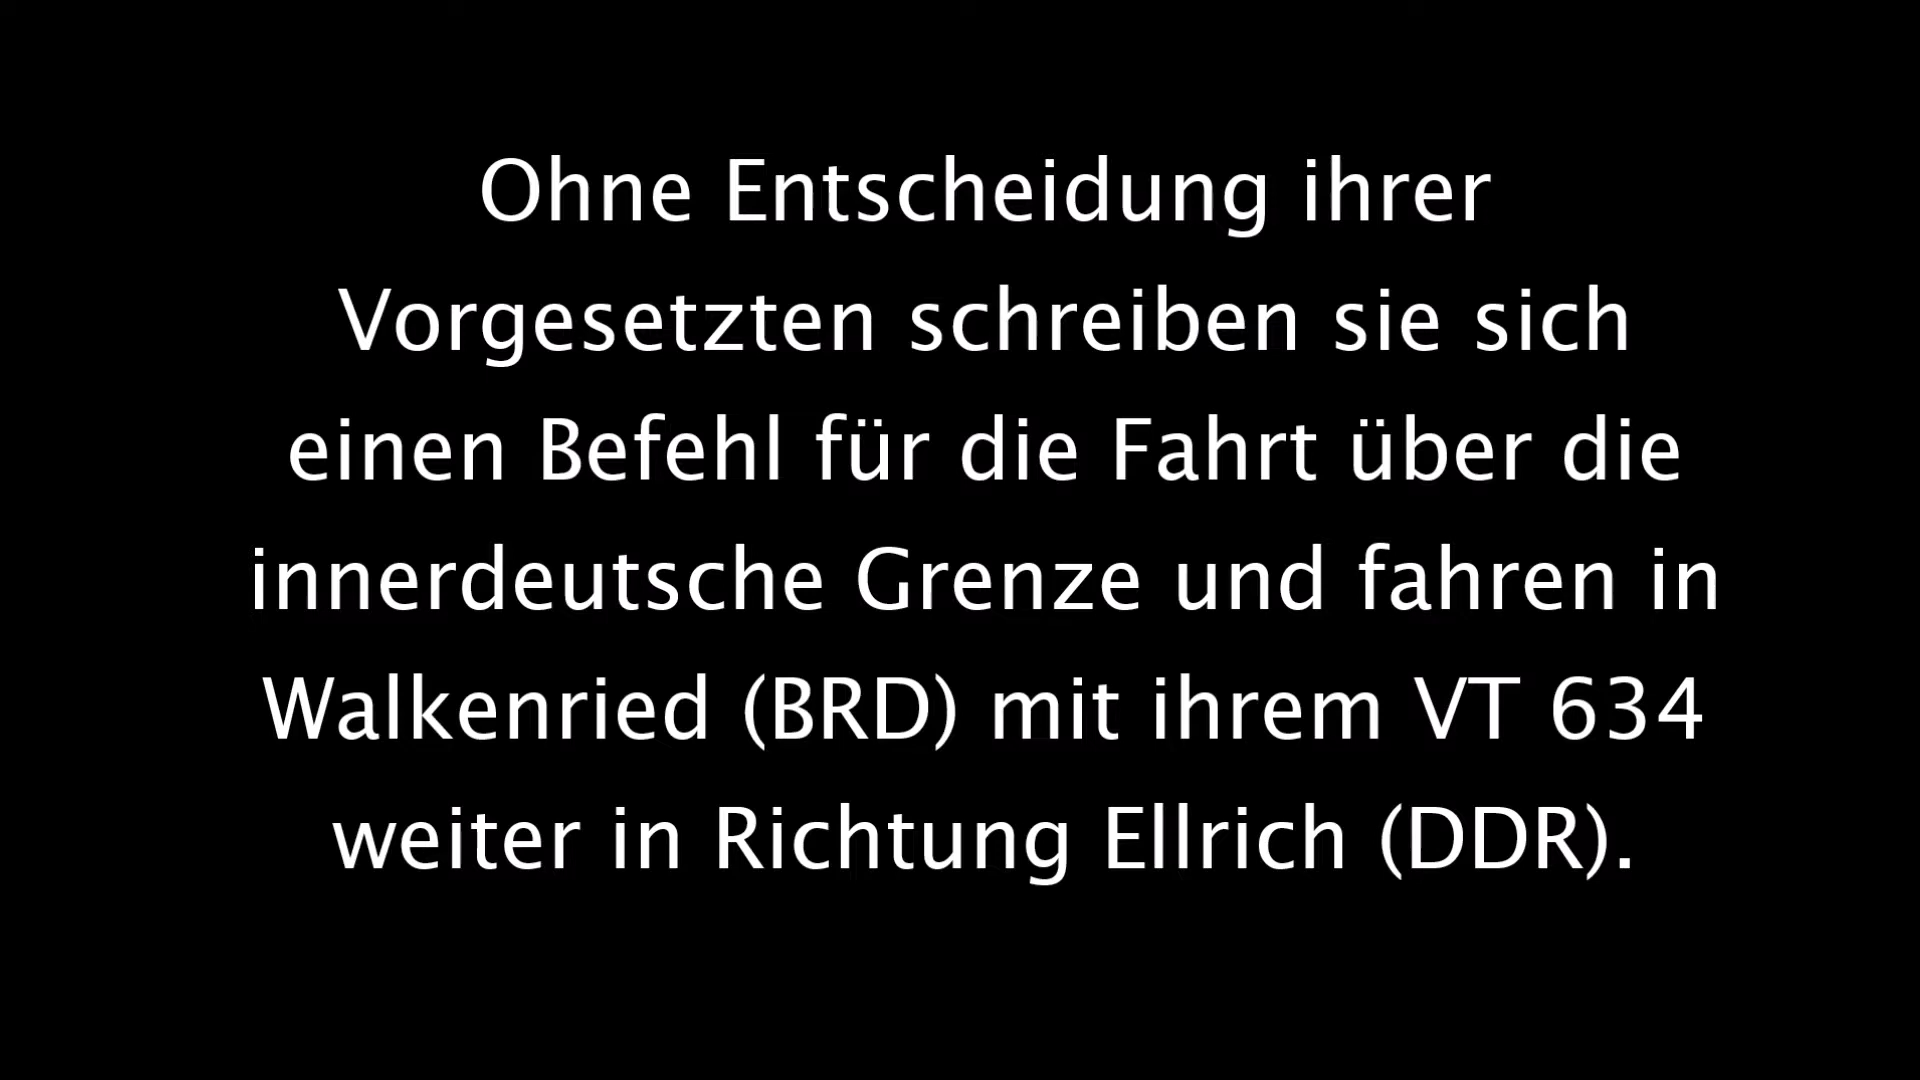 Ohne Entscheidung ihrer
Vorgesetzten schreiben sie sich
einen Befehl für die Fahrt über die
innerdeutsche Grenze und fahren in
Walkenried (BRD) mit ihrem VT 634
weiter in Richtung Ellrich (DDR).